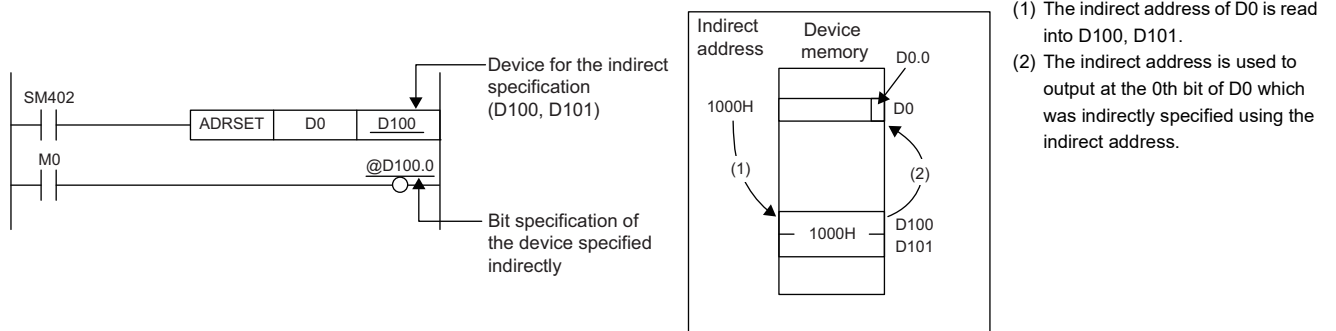 SM402
ADRSET D0 D100
Device for the indirect
specification
(D100, D101)
M0
@D100.0
Bit specification of
the device specified
indirectly
Indirect
address
Device
memory
D0.0
1000H
D0
(1)
(2)
1000H
D100
D101
(1) The indirect address of D0 is read
into D100, D101.
(2) The indirect address is used to
output at the 0th bit of D0 which
was indirectly specified using the
indirect address.